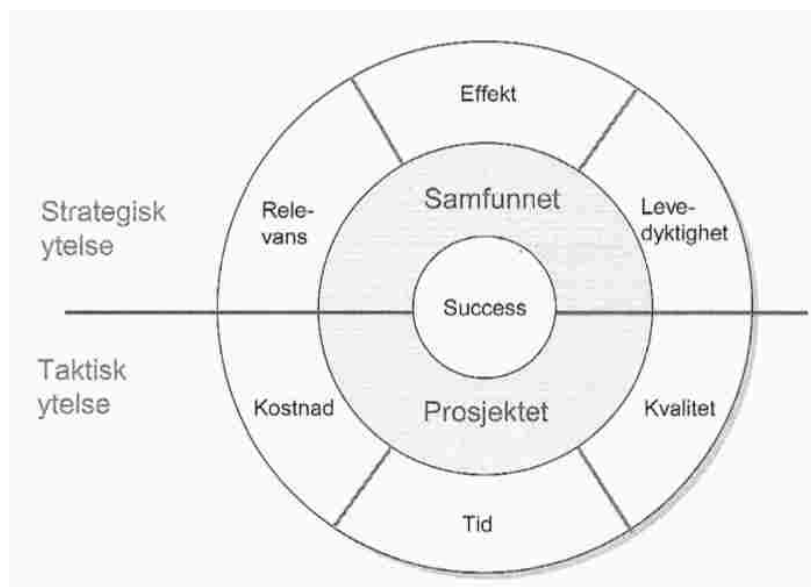 Effekt
Strategisk
ytelse
Rele-
vans
Samfunnet
Leve-
dyktighet
Success
Taktisk
ytelse
Kostnad
Prosjektet
Kvalitet
Tid